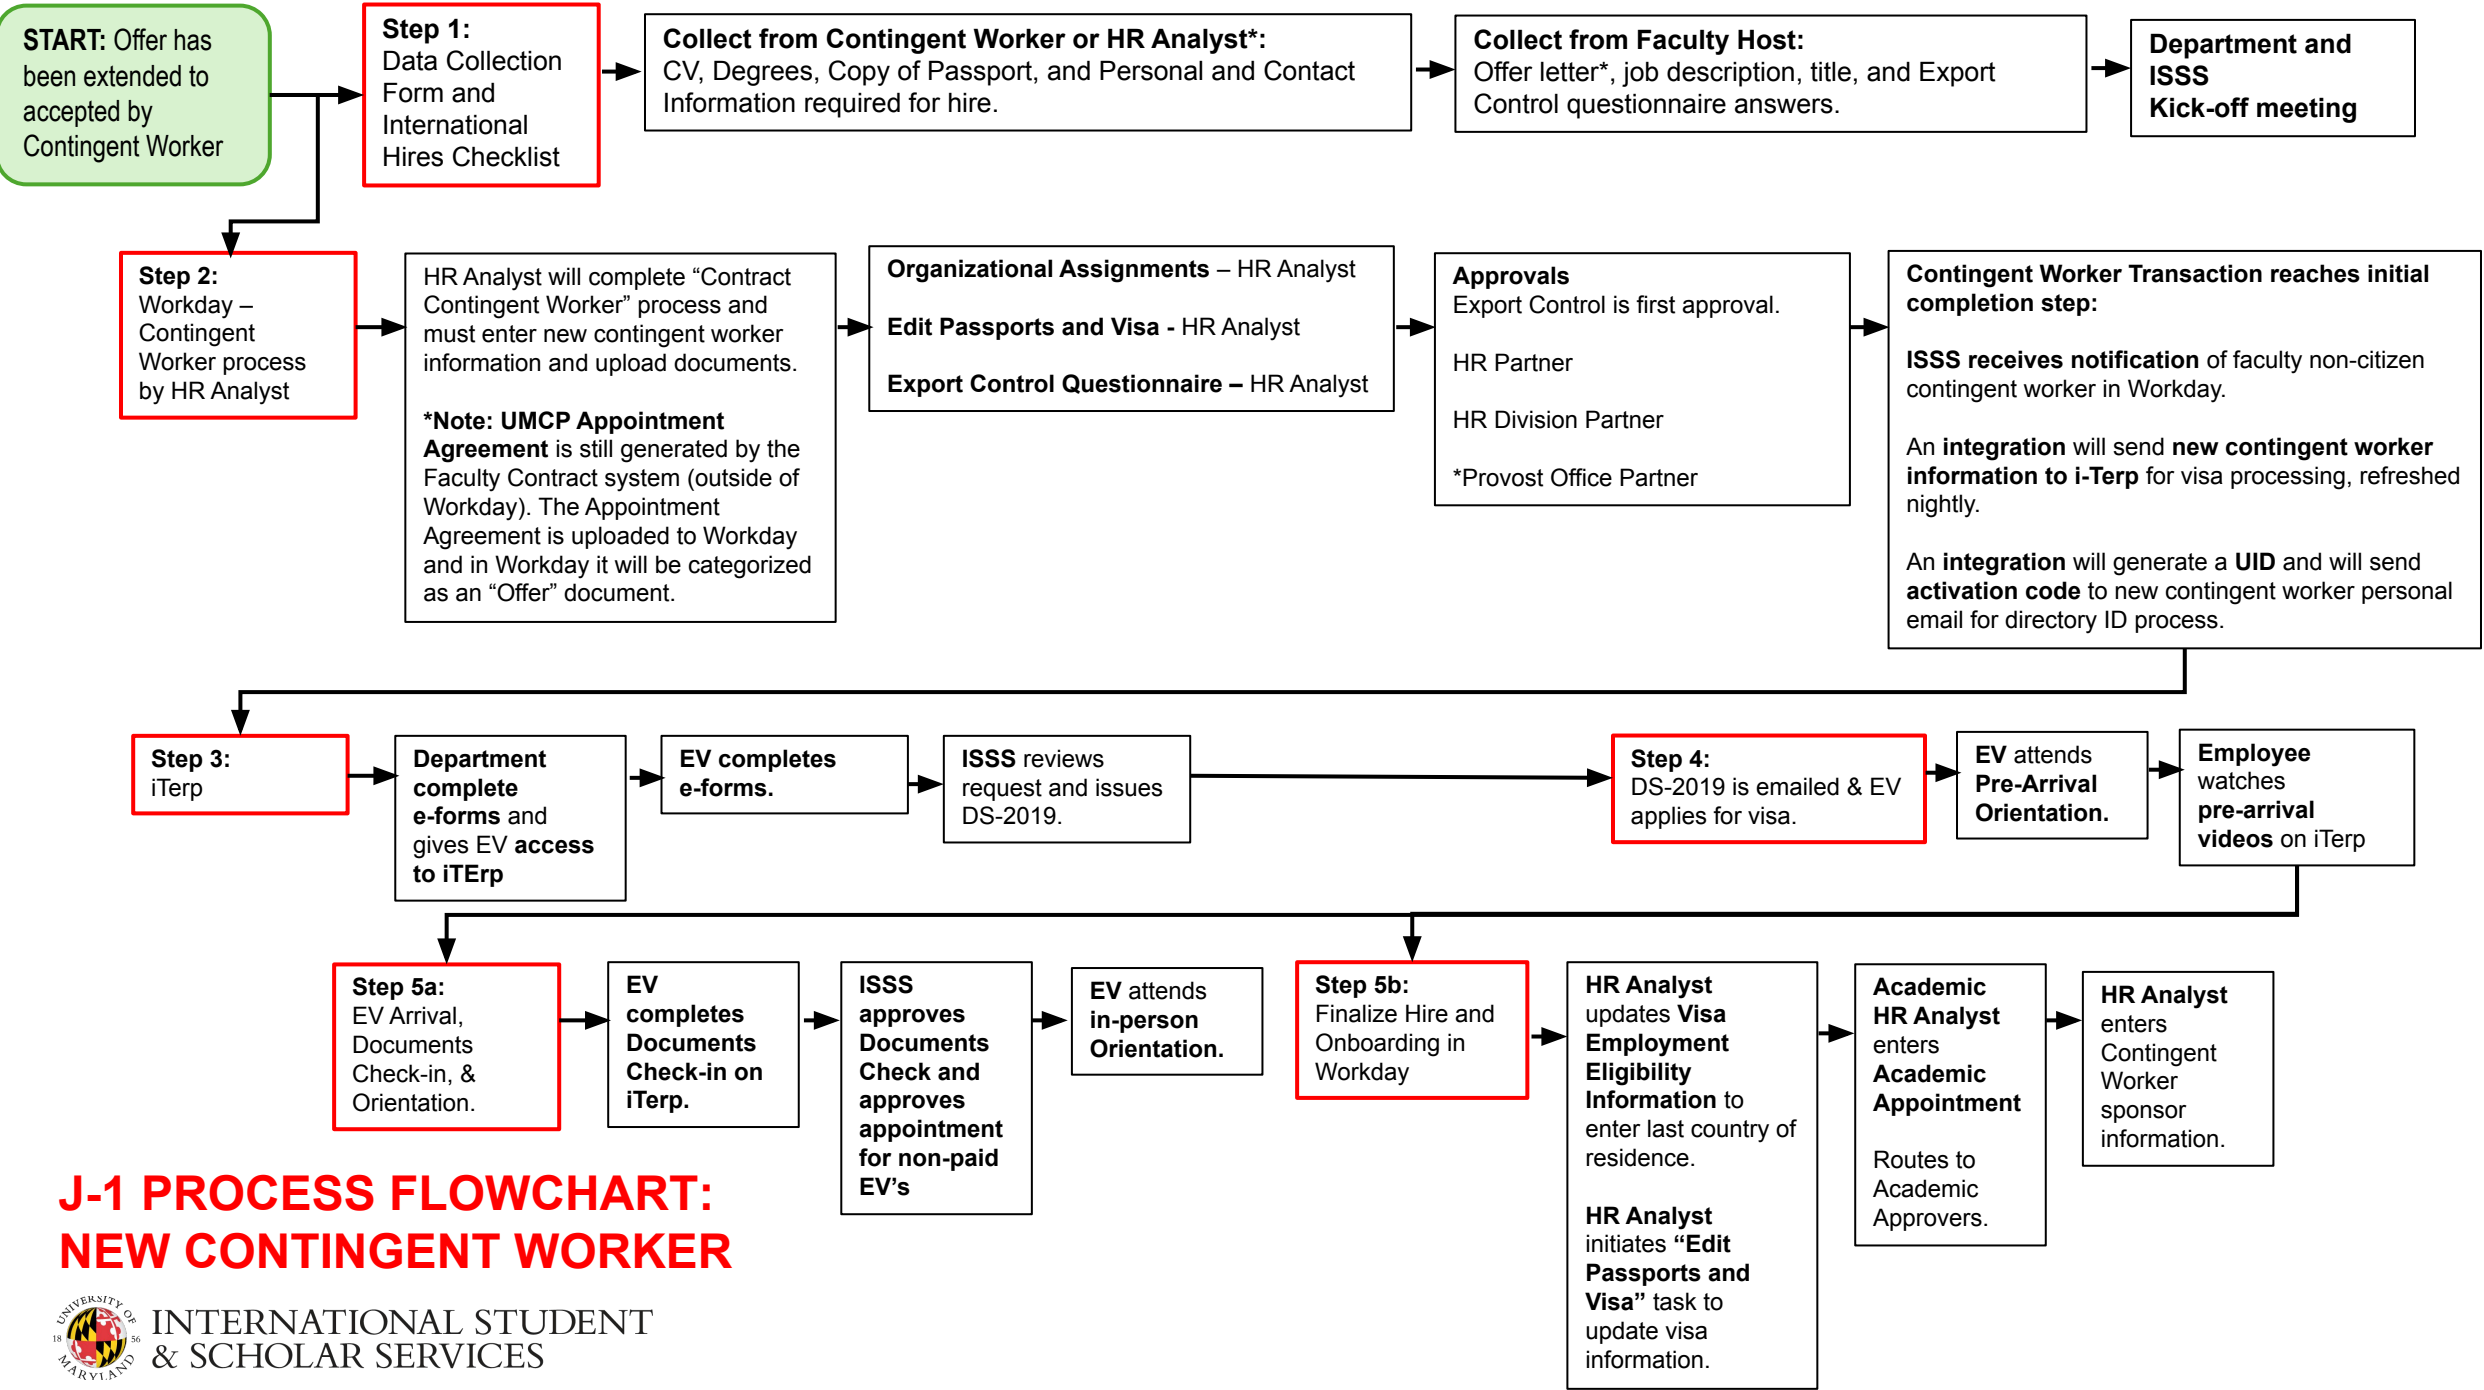 START: Offer has
been extended to
accepted by
Contingent Worker
Step 1:
Data Collection
Form and
International
Hires Checklist
Collect from Contingent Worker or HR Analyst*:
CV, Degrees, Copy of Passport, and Personal and Contact
Information required for hire.
Collect from Faculty Host:
Offer letter*, job description, title, and Export
Control questionnaire answers.
Department and
ISSS
Kick-off meeting
Step 2:
Workday –
Contingent
Worker process
by HR Analyst
HR Analyst will complete “Contract
Contingent Worker” process and
must enter new contingent worker
information and upload documents.
*Note: UMCP Appointment
Agreement is still generated by the
Faculty Contract system (outside of
Workday). The Appointment
Agreement is uploaded to Workday
and in Workday it will be categorized
as an “Offer” document.
Organizational Assignments – HR Analyst
Edit Passports and Visa - HR Analyst
Export Control Questionnaire – HR Analyst
Approvals
Export Control is first approval.
HR Partner
HR Division Partner
*Provost Office Partner
Contingent Worker Transaction reaches initial
completion step:
ISSS receives notification of faculty non-citizen
contingent worker in Workday.
An integration will send new contingent worker
information to i-Terp for visa processing, refreshed
nightly.
An integration will generate a UID and will send
activation code to new contingent worker personal
email for directory ID process.
Step 3:
iTerp
Department
complete
e-forms and
gives EV access
to iTErp
EV completes
e-forms.
ISSS reviews
request and issues
DS-2019.
Step 4:
DS-2019 is emailed & EV
applies for visa.
EV attends
Pre-Arrival
Orientation.
Employee
watches
pre-arrival
videos on iTerp
Step 5a:
EV Arrival,
Documents
Check-in, &
Orientation.
EV
completes
Documents
Check-in on
iTerp.
ISSS
approves
Documents
Check and
approves
appointment
for non-paid
EV’s
EV attends
in-person
Orientation.
Step 5b:
Finalize Hire and
Onboarding in
Workday
HR Analyst
updates Visa
Employment
Eligibility
Information to
enter last country of
residence.
HR Analyst
initiates “Edit
Passports and
Visa” task to
update visa
information.
Academic
HR Analyst
enters
Academic
Appointment
Routes to
Academic
Approvers.
HR Analyst
enters
Contingent
Worker
sponsor
information.
J-1 PROCESS FLOWCHART:
NEW CONTINGENT WORKER
UNIVERSITY OF
18 56
MARYLAND
INTERNATIONAL STUDENT
& SCHOLAR SERVICES